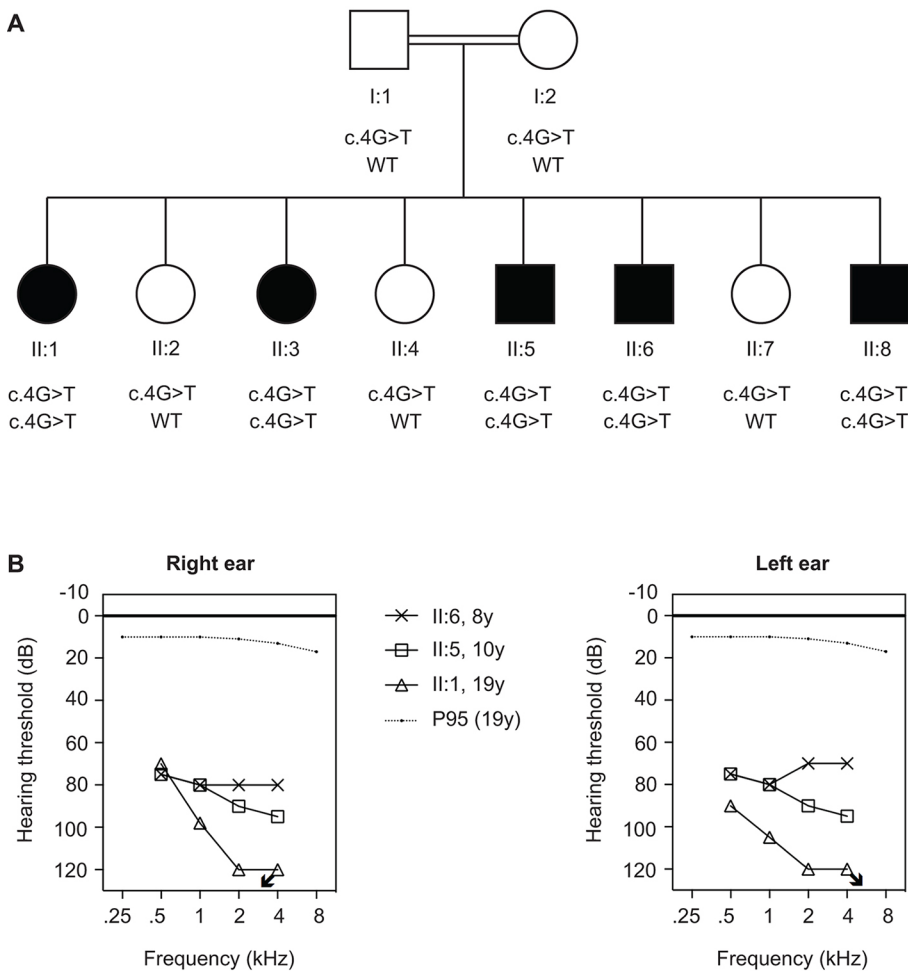 A
I:1 I:2
c.4G>T c.4G>T
WT WT
II:1 II:2 II:3 II:4 II:5 II:6 II:7 II:8
c.4G>T c.4G>T c.4G>T c.4G>T c.4G>T c.4G>T c.4G>T c.4G>T
c.4G>T WT c.4G>T WT c.4G>T c.4G>T WT c.4G>T
B
Right ear
Hearing threshold (dB)
-10
0
20
40
60
80
100
120
.25 .5 1 2 4 8
Frequency (kHz)
II:6, 8y
II:5, 10y
II:1, 19y
P95 (19y)
Left ear
Hearing threshold (dB)
-10
0
20
40
60
80
100
120
.25 .5 1 2 4 8
Frequency (kHz)